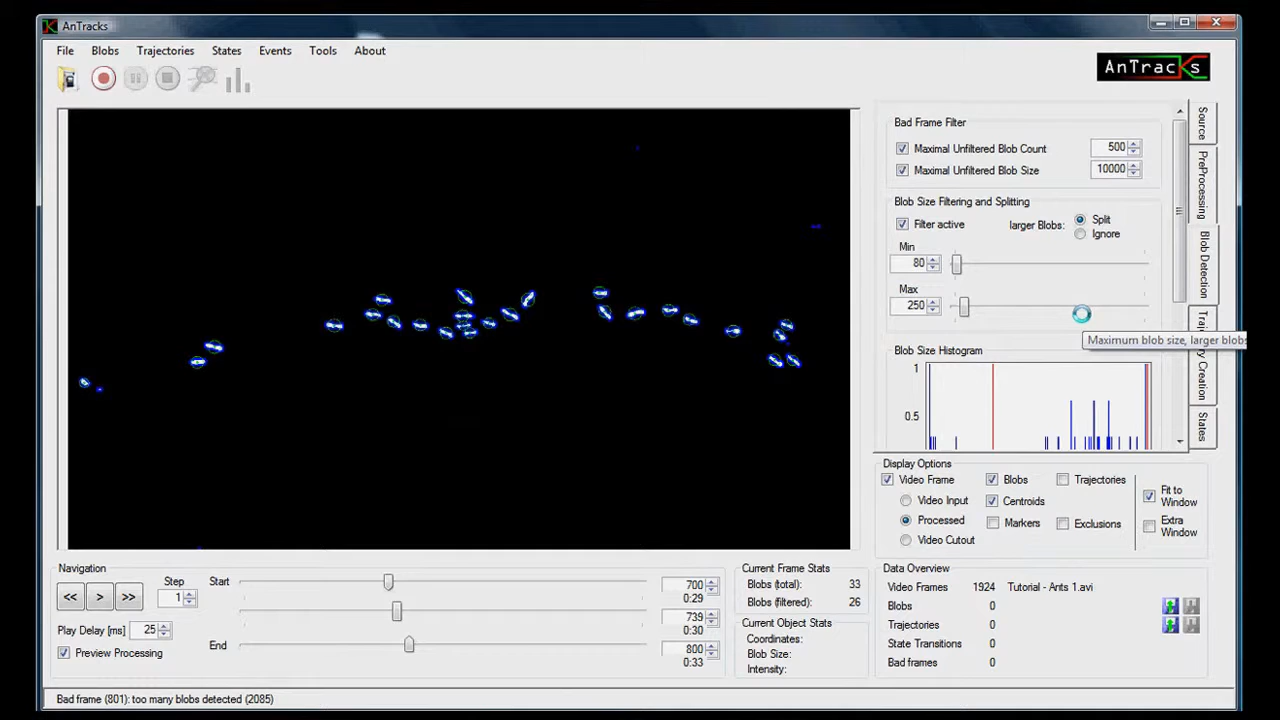 AnTracks
File Blobs Trajectories States Events Tools About
AnTracKs
Bad Frame Filter
Maximal Unfiltered Blob Count 500
Maximal Unfiltered Blob Size 10000
Blob Size Filtering and Splitting
Filter active larger Blobs: Split
Ignore
Min
80
Max
250
Maximum blob size, larger blobs
Blob Size Histogram
1
0.5
Source
PreProcessing
Blob Detection
States
Display Options
Video Frame Blobs Trajectories
Video Input Centroids
Processed Markers Exclusions
Video Cutout
Fit to
Window
Extra
Window
Navigation
Step
1
<< > >>
Play Delay [ms] 25
Preview Processing
Start 700
0:29
739
0:30
End 800
0:33
Current Frame Stats
Blobs (total): 33
Blobs (filtered): 26
Current Object Stats
Coordinates:
Blob Size:
Intensity:
Data Overview
Video Frames 1924 Tutorial - Ants 1.avi
Blobs 0
Trajectories 0
State Transitions 0
Bad frames 0
Bad frame (801): too many blobs detected (2085)